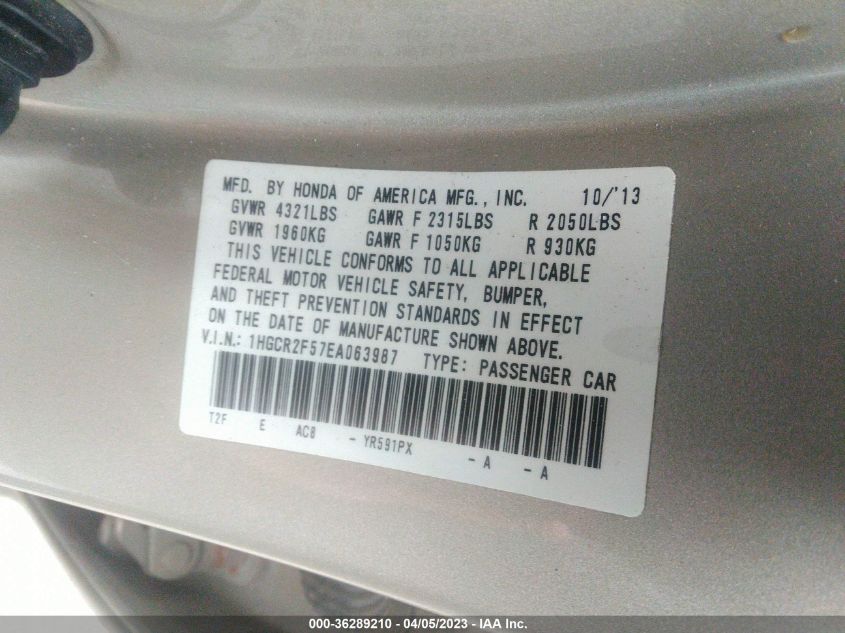 MFD. BY HONDA OF AMERICA MFG., INC. 10/'13
GVWR 4321LBS GAWR F 2315LBS R 2050LBS
GVWR 1960KG GAWR F 1050KG R 930KG
THIS VEHICLE CONFORMS TO ALL APPLICABLE
FEDERAL MOTOR VEHICLE SAFETY, BUMPER,
AND THEFT PREVENTION STANDARDS IN EFFECT
ON THE DATE OF MANUFACTURE SHOWN ABOVE.
V.I.N.: 1HGCR2F57EA063987 TYPE: PASSENGER CAR
T2F E AC8 - YR591PX - A - A
000-36289210 - 04/05/2023 - IAA Inc.